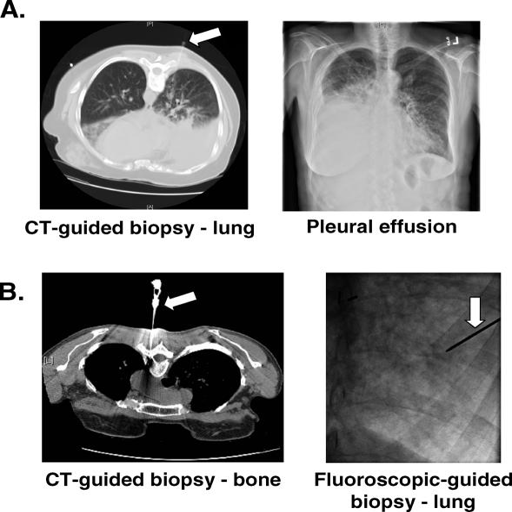 A.
CT-guided biopsy - lung
Pleural effusion
L
B.
[L]
CT-guided biopsy - bone
Fluoroscopic-guided
biopsy - lung